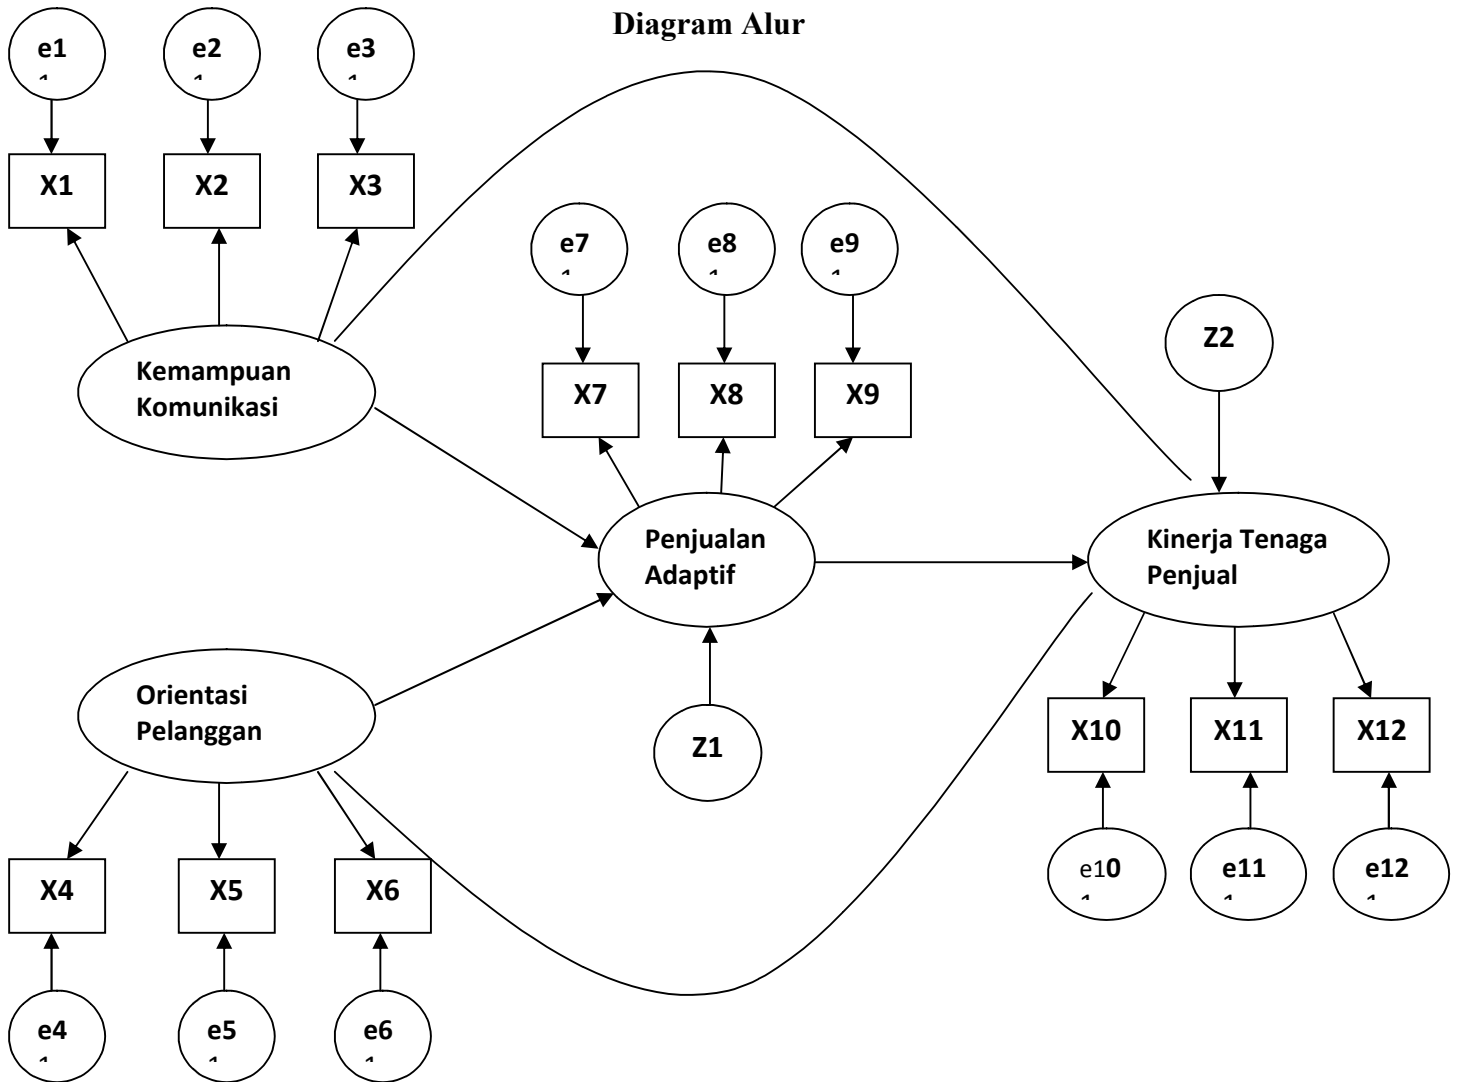 Diagram Alur
e1
e2
e3
X1
X2
X3
e7
e8
e9
Z2
Kemampuan
Komunikasi
X7
X8
X9
Penjualan
Adaptif
Kinerja Tenaga
Penjual
Orientasi
Pelanggan
Z1
X10
X11
X12
X4
X5
X6
e10
e11
e12
e4
e5
e6